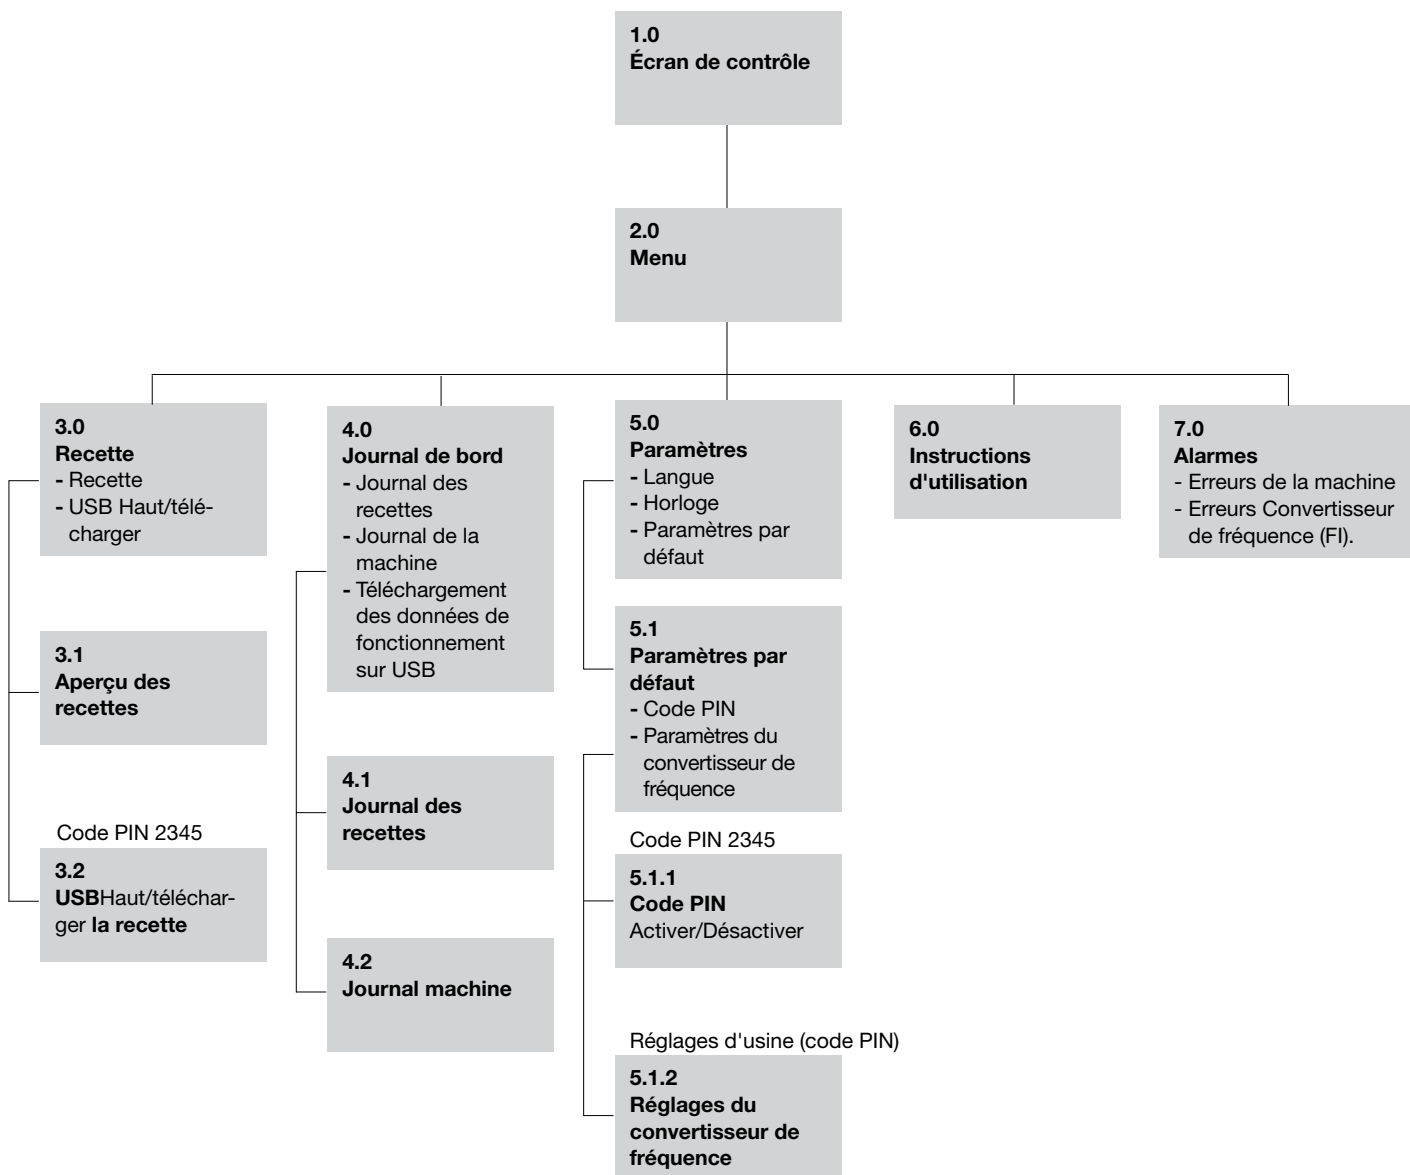 1.0
Écran de contrôle
2.0
Menu
3.0
Recette
- Recette
- USB Haut/télé-
charger
3.1
Aperçu des
recettes
Code PIN 2345
3.2
USBHaut/téléchar-
ger la recette
4.0
Journal de bord
- Journal des
recettes
- Journal de la
machine
- Téléchargement
des données de
fonctionnement
sur USB
4.1
Journal des
recettes
4.2
Journal machine
5.0
Paramètres
- Langue
- Horloge
- Paramètres par
défaut
5.1
Paramètres par
défaut
- Code PIN
- Paramètres du
convertisseur de
fréquence
Code PIN 2345
5.1.1
Code PIN
Activer/Désactiver
Réglages d'usine (code PIN)
5.1.2
Réglages du
convertisseur de
fréquence
6.0
Instructions
d'utilisation
7.0
Alarmes
- Erreurs de la machine
- Erreurs Convertisseur
de fréquence (FI).